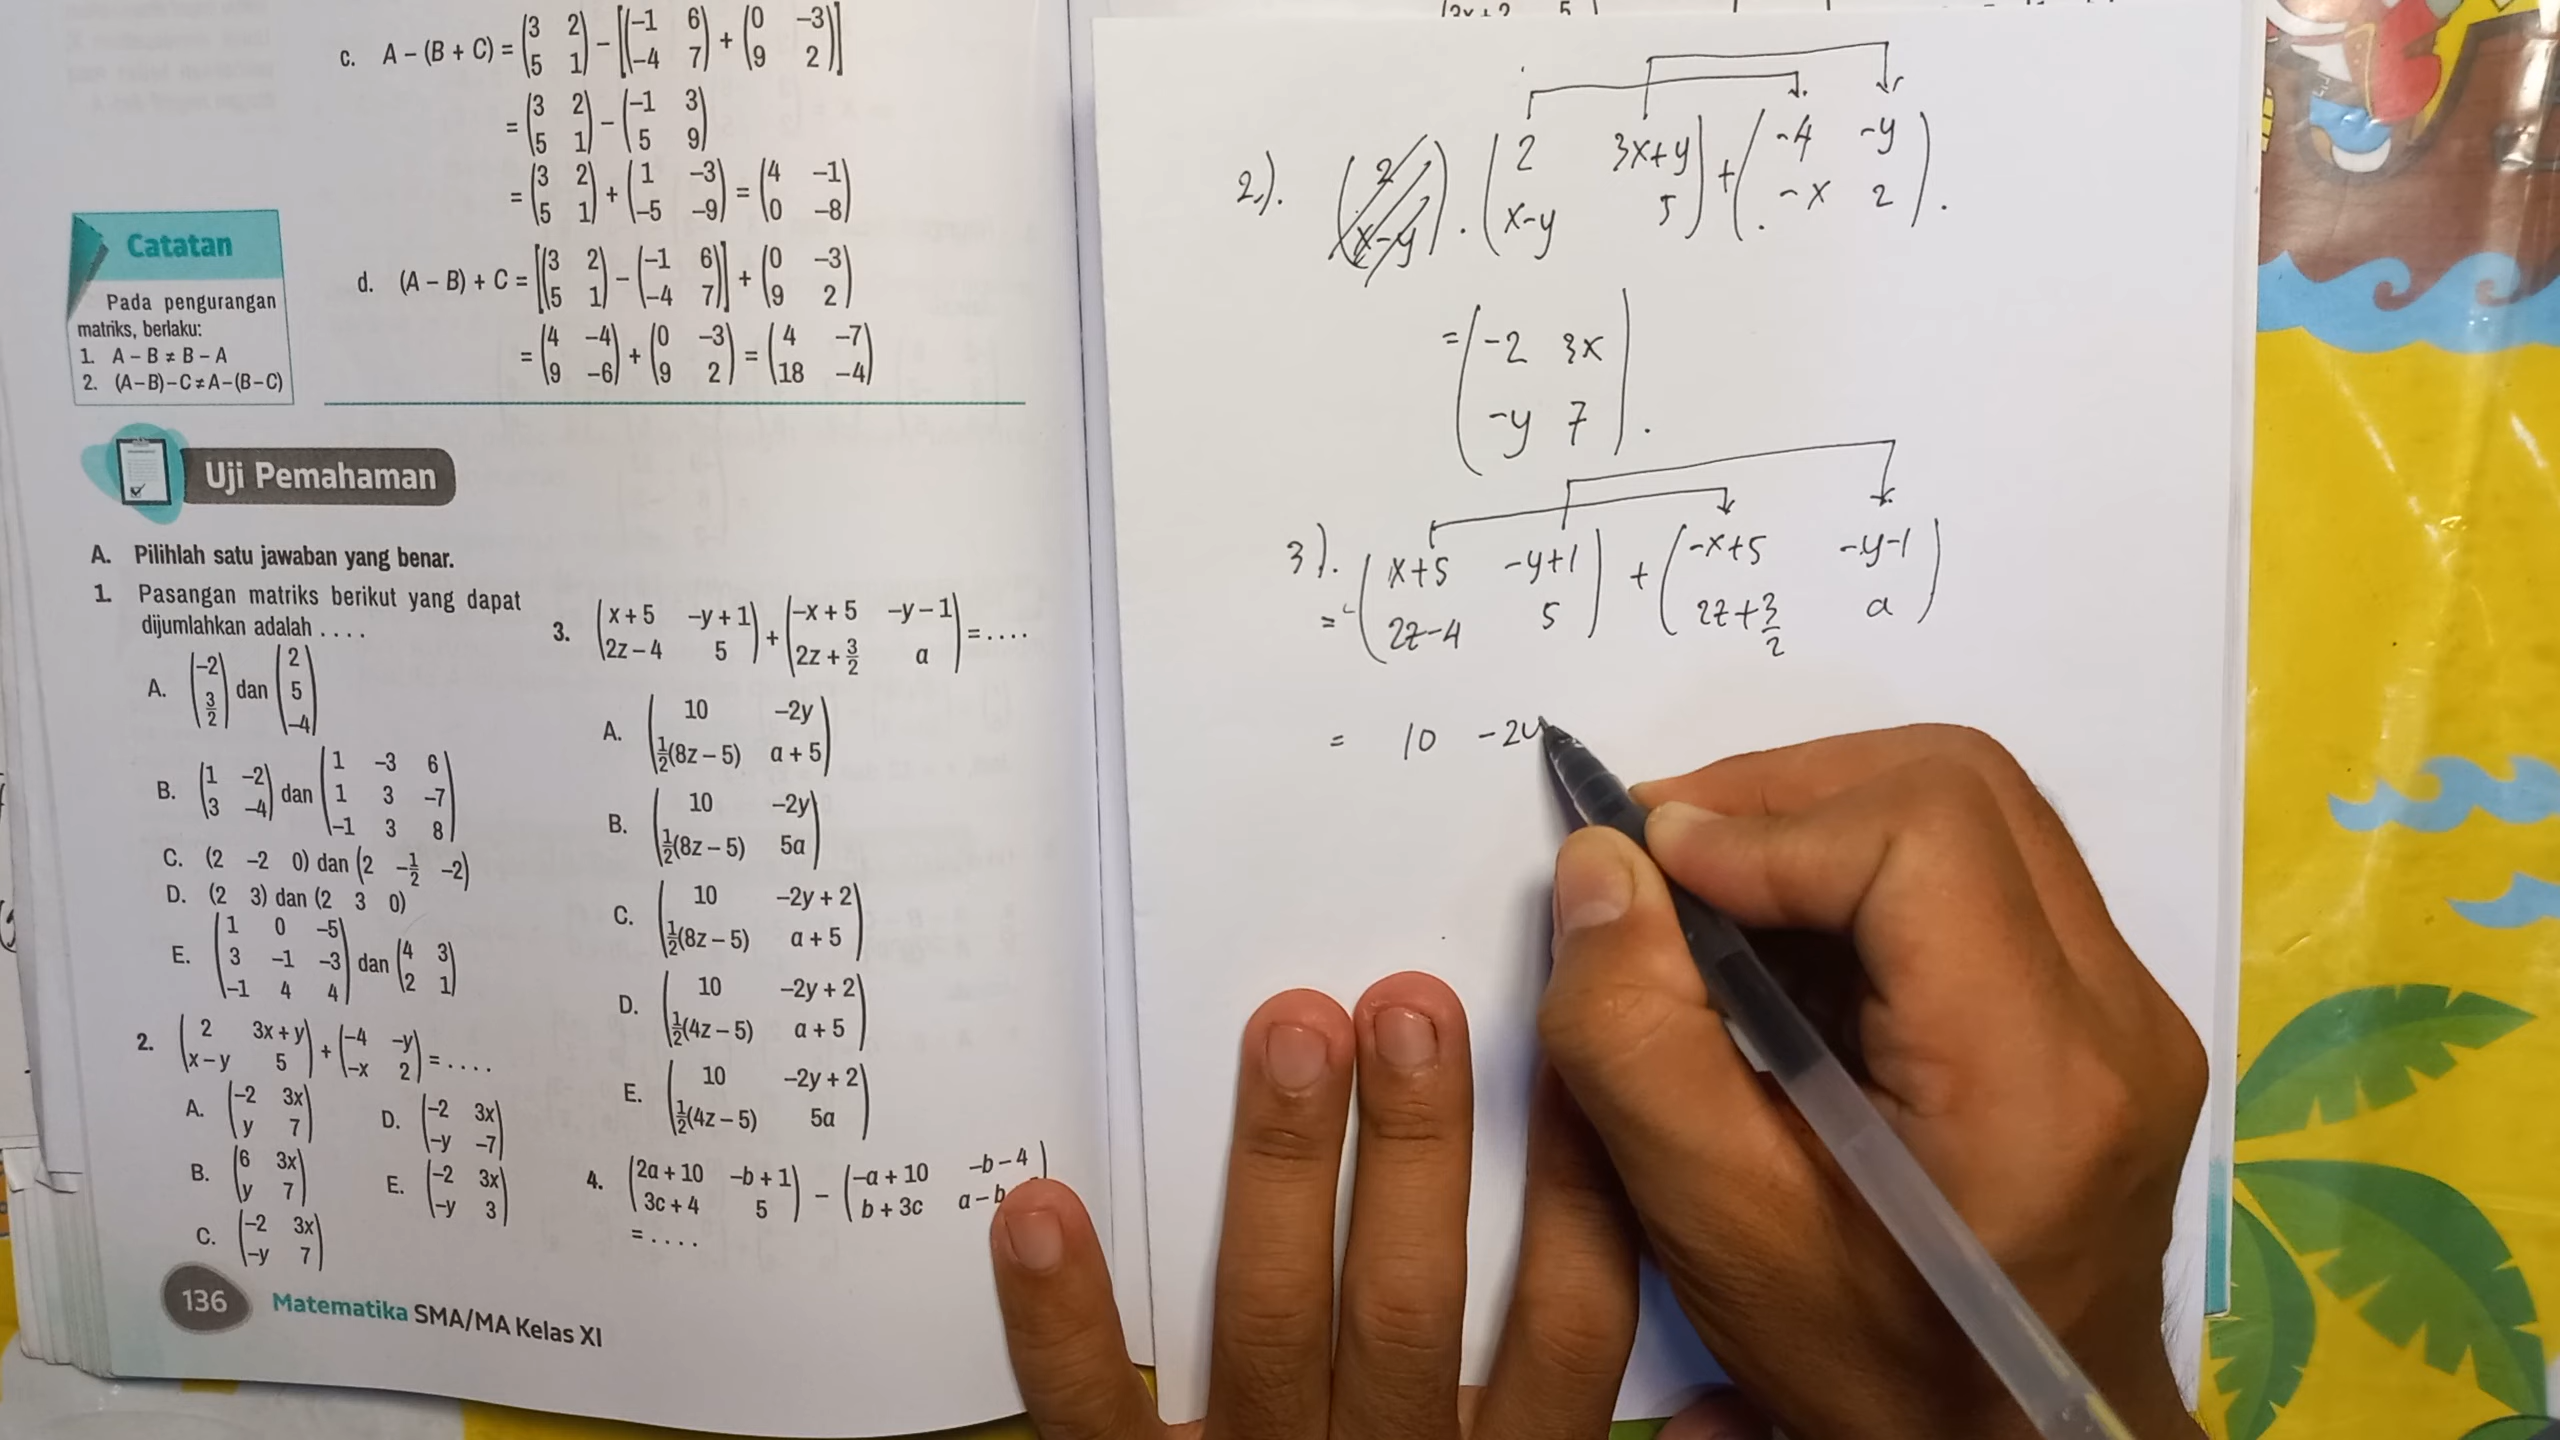 c. A – (B + C) = (3 2; 5 1) – [(–1 6; –4 7) + (0 –3; 9 2)]
= (3 2; 5 1) – (–1 3; 5 9)
= (3 2; 5 1) + (1 –3; –5 –9) = (4 –1; 0 –8)
d. (A – B) + C = [(3 2; 5 1) – (–1 6; –4 7)] + (0 –3; 9 2)
= (4 –4; 9 –6) + (0 –3; 9 2) = (4 –7; 18 –4)
Catatan
Pada pengurangan
matriks, berlaku:
1. A – B ≠ B – A
2. (A–B)–C≠A–(B–C)
Uji Pemahaman
A. Pilihlah satu jawaban yang benar.
1. Pasangan matriks berikut yang dapat
dijumlahkan adalah . . . .
A. (–2; 3/2) dan (2; 5; –4)
B. (1 –2; 3 –4) dan (1 –3 6; 1 3 –7; –1 3 8)
C. (2 –2 0) dan (2 –1/2 –2)
D. (2 3) dan (2 3 0)
E. (1 0 –5; 3 –1 –3; –1 4 4) dan (4 3; 2 1)
2. (2 3x + y; x – y 5) + (–4 –y; –x 2) = . . . .
A. (–2 3x; y 7)
B. (6 3x; y 7)
C. (–2 3x; –y 7)
D. (–2 3x; –y –7)
E. (–2 3x; –y 3)
3. (x + 5 –y + 1; 2z – 4 5) + (–x + 5 –y – 1; 2z + 3/2 a) = . . . .
A. (10 –2y; 1/2(8z – 5) a + 5)
B. (10 –2y; 1/2(8z – 5) 5a)
C. (10 –2y + 2; 1/2(8z – 5) a + 5)
D. (10 –2y + 2; 1/2(4z – 5) a + 5)
E. (10 –2y + 2; 1/2(4z – 5) 5a)
4. (2a + 10 –b + 1; 3c + 4 5) – (–a + 10 –b – 4; b + 3c a – b
= . . . .
136 Matematika SMA/MA Kelas XI
2). (2; x-y) . (2 3x+y; x-y 5) + (-4 -y; -x 2).
= (-2 3x; -y 7).
3). (x+5 -y+1; 2z-4 5) + (-x+5 -y-1; 2z+3/2 a)
= 10 -2y